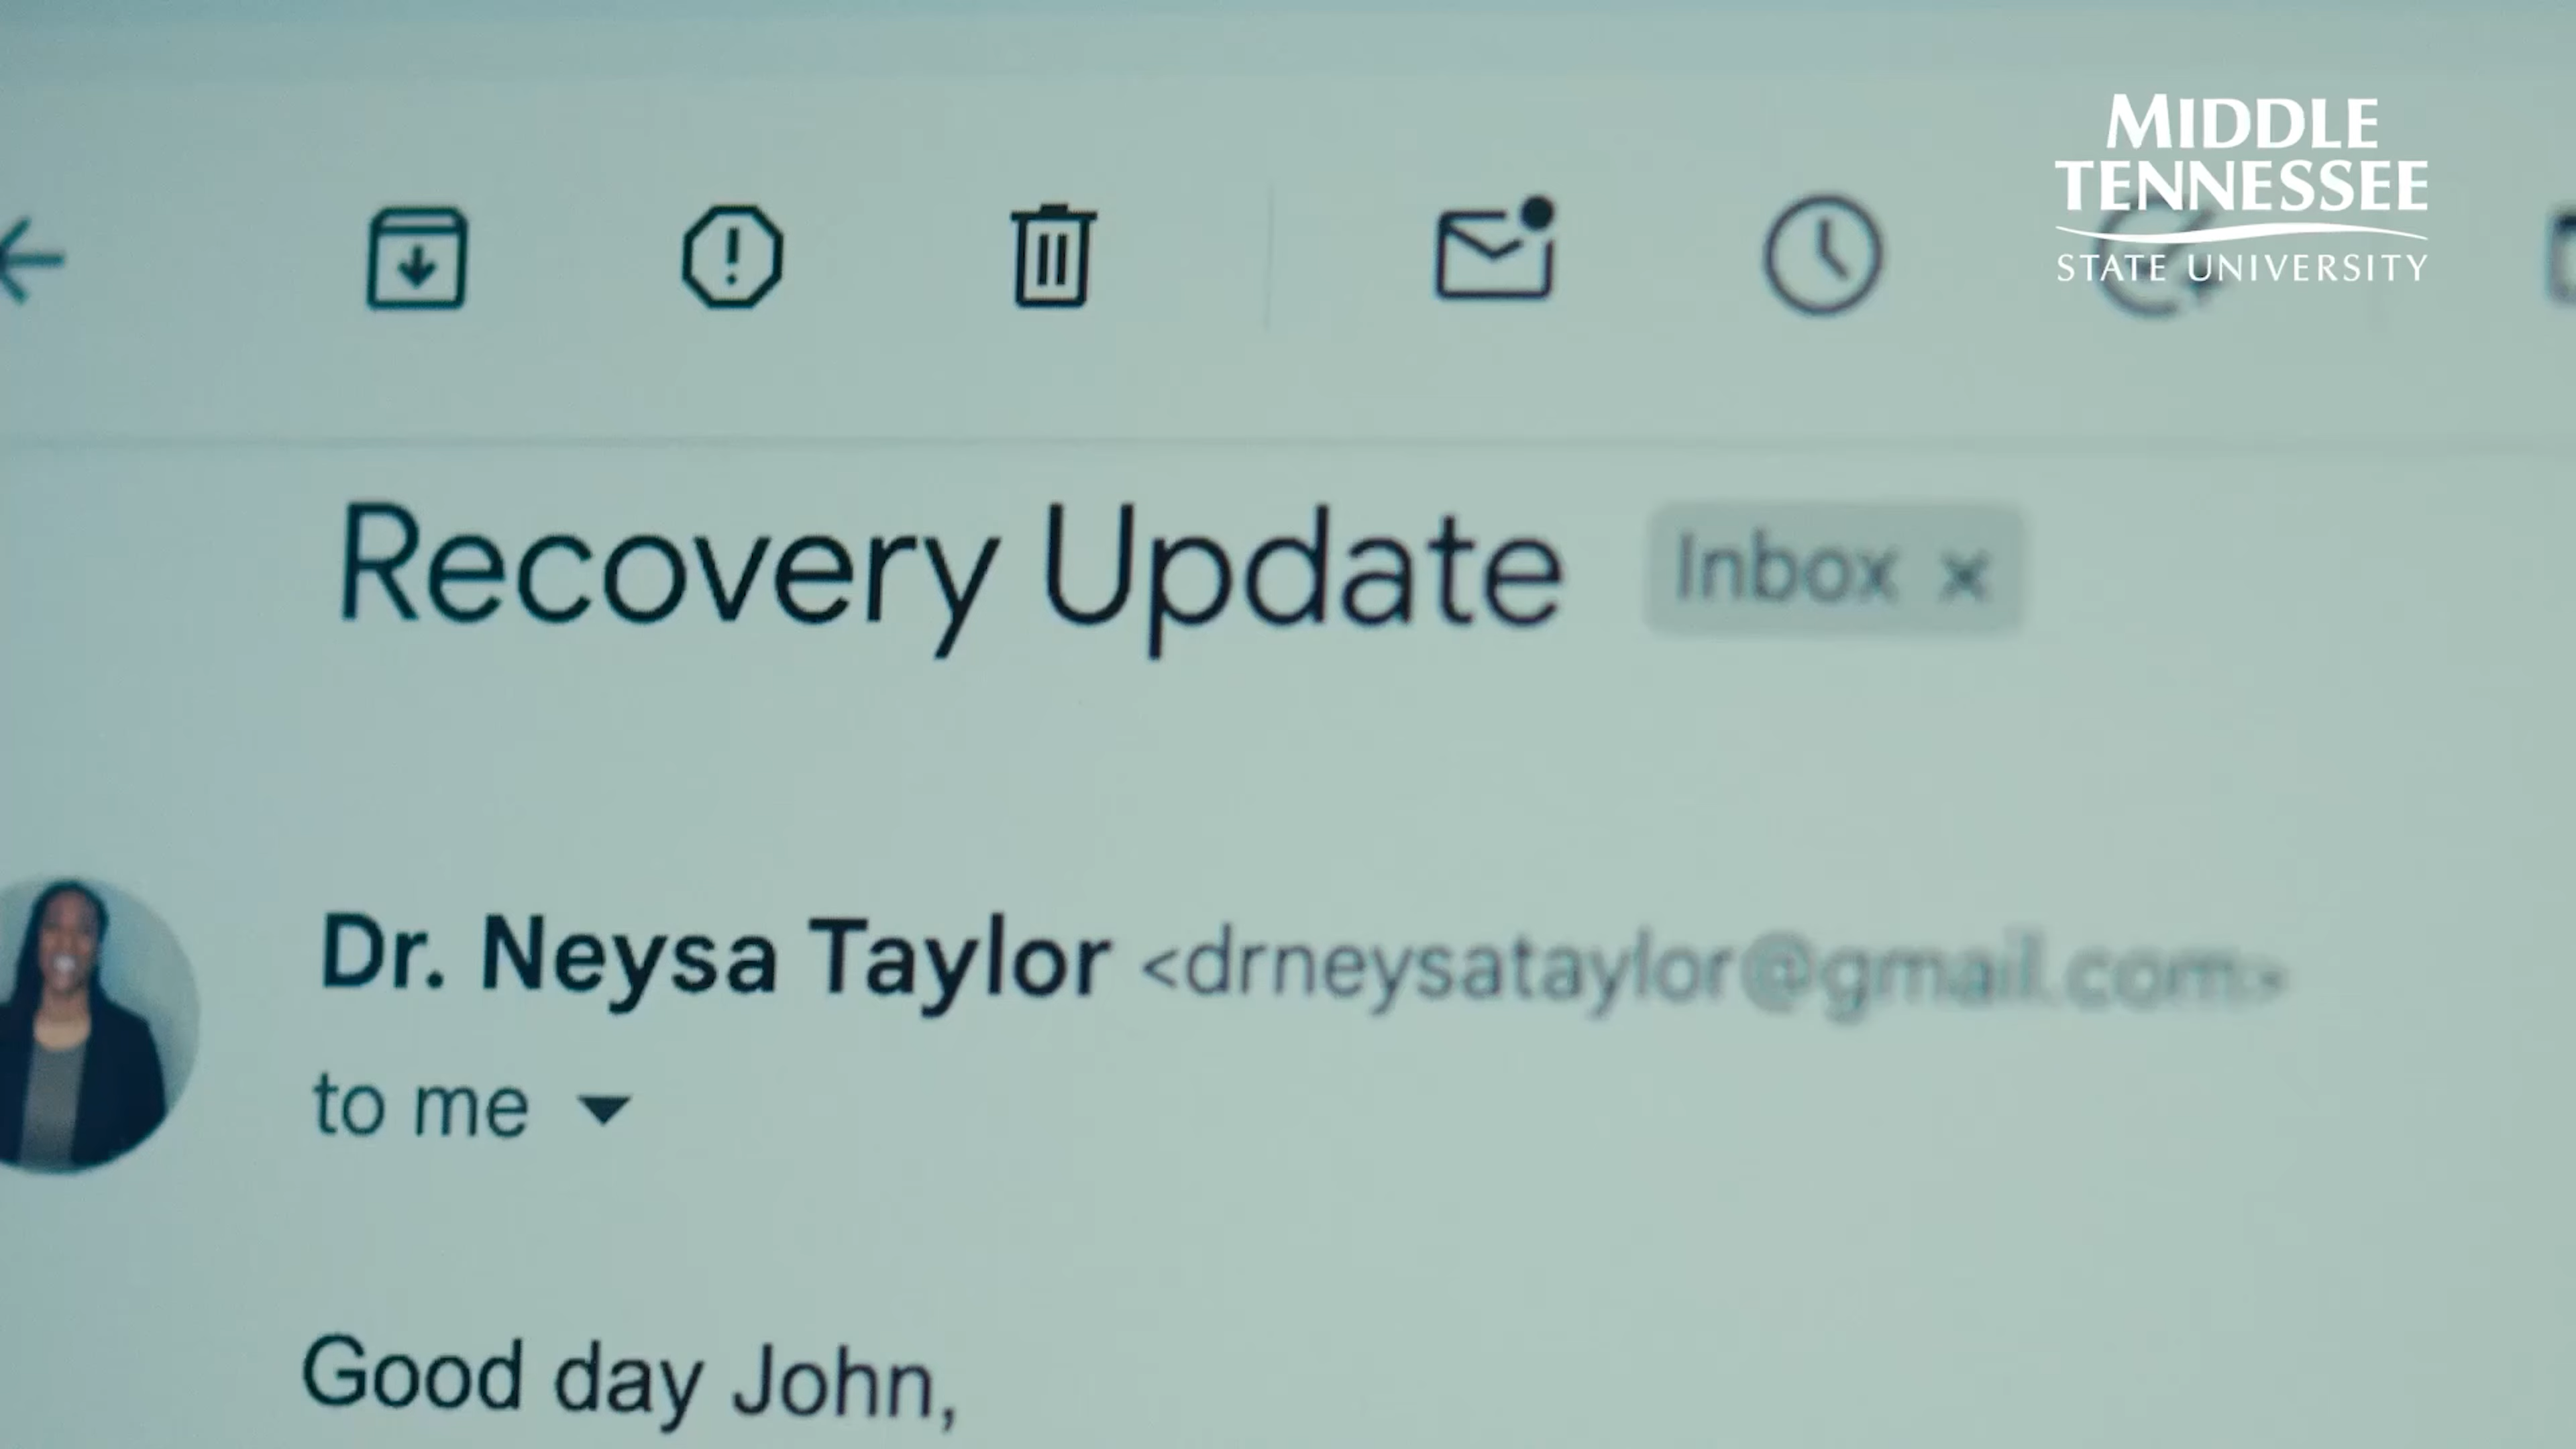 MIDDLE
TENNESSEE
STATE UNIVERSITY
Recovery Update Inbox x
Dr. Neysa Taylor <drneysataylor@gmail.com>
to me
Good day John,